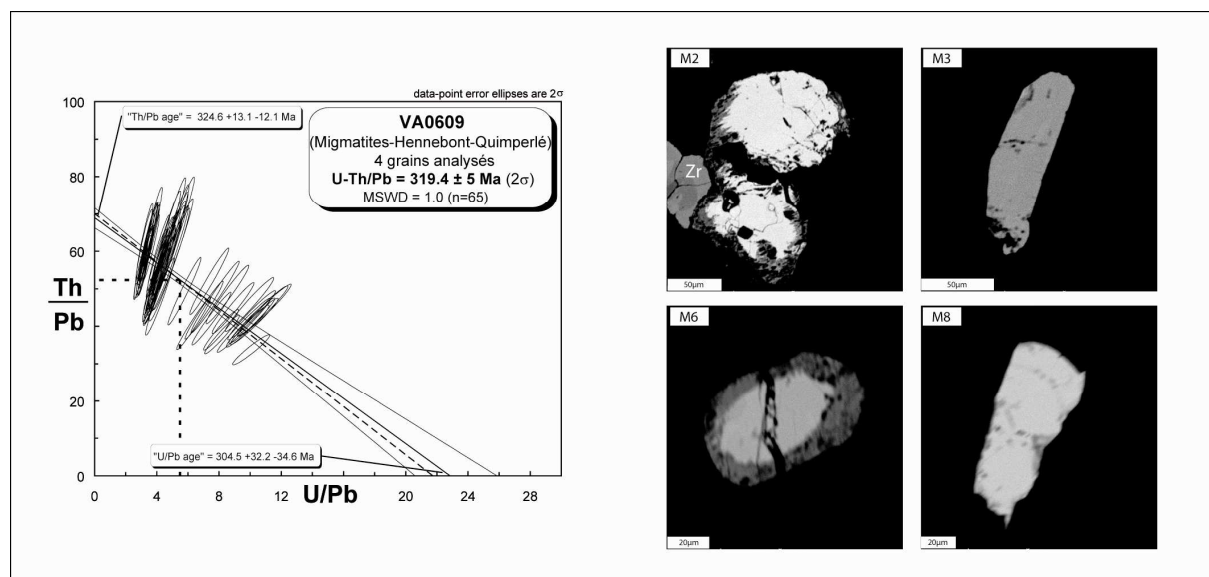 data-point error ellipses are 2σ
"Th/Pb age" = 324.6 +13.1 -12.1 Ma
VA0609
(Migmatites-Hennebont-Quimperlé)
4 grains analysés
U-Th/Pb = 319.4 ± 5 Ma (2σ)
MSWD = 1.0 (n=65)
100
80
60
40
20
0
Th
Pb
"U/Pb age" = 304.5 +32.2 -34.6 Ma
0
4
8
12
16
20
24
28
U/Pb
M2
Zr
50µm
M3
50µm
M6
20µm
M8
20µm